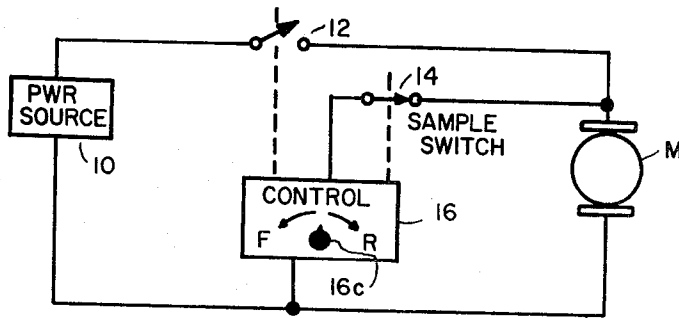 12
14
PWR
SOURCE
10
SAMPLE
SWITCH
M
CONTROL
16
F
R
16c